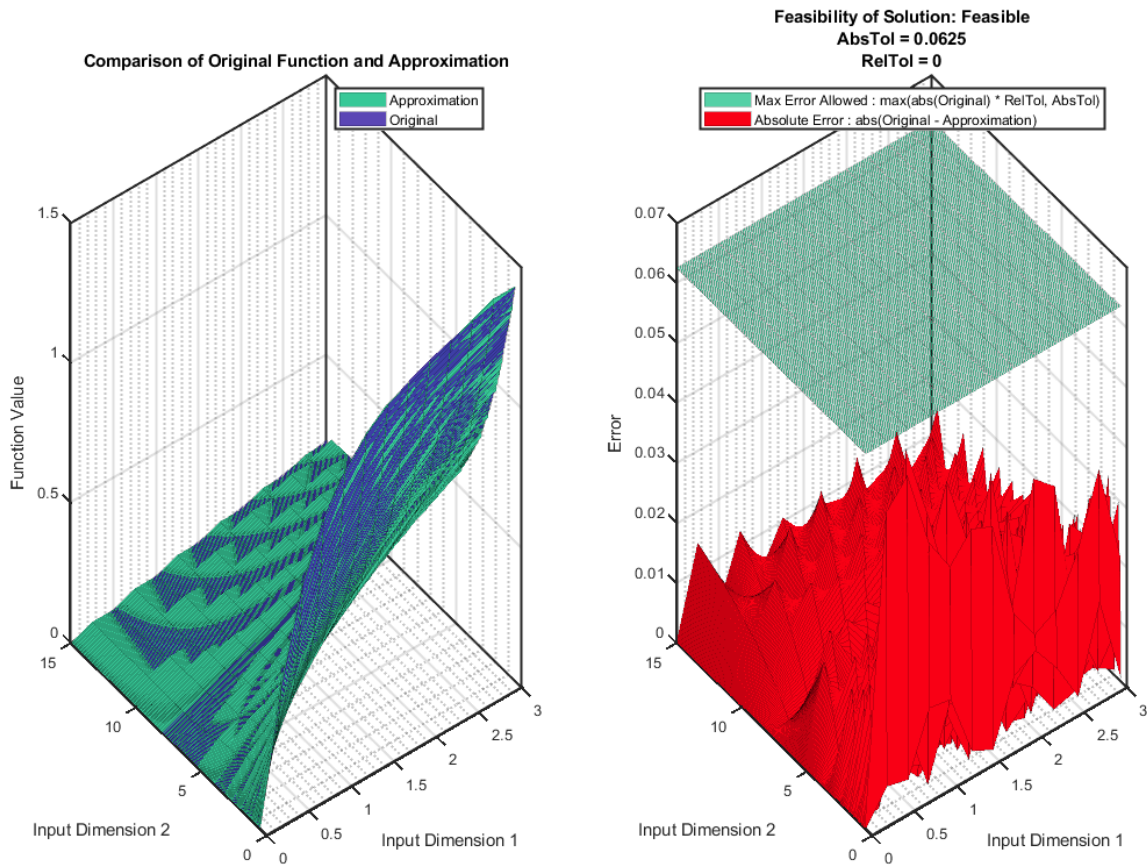 Comparison of Original Function and Approximation
Approximation
Original
1.5
1
0.5
0
Function Value
15
10
5
0
Input Dimension 2
0
0.5
1
1.5
2
2.5
3
Input Dimension 1
Feasibility of Solution: Feasible
AbsTol = 0.0625
RelTol = 0
Max Error Allowed : max(abs(Original) * RelTol, AbsTol)
Absolute Error : abs(Original - Approximation)
0.07
0.06
0.05
0.04
0.03
0.02
0.01
0
Error
15
10
5
0
Input Dimension 2
0
0.5
1
1.5
2
2.5
3
Input Dimension 1